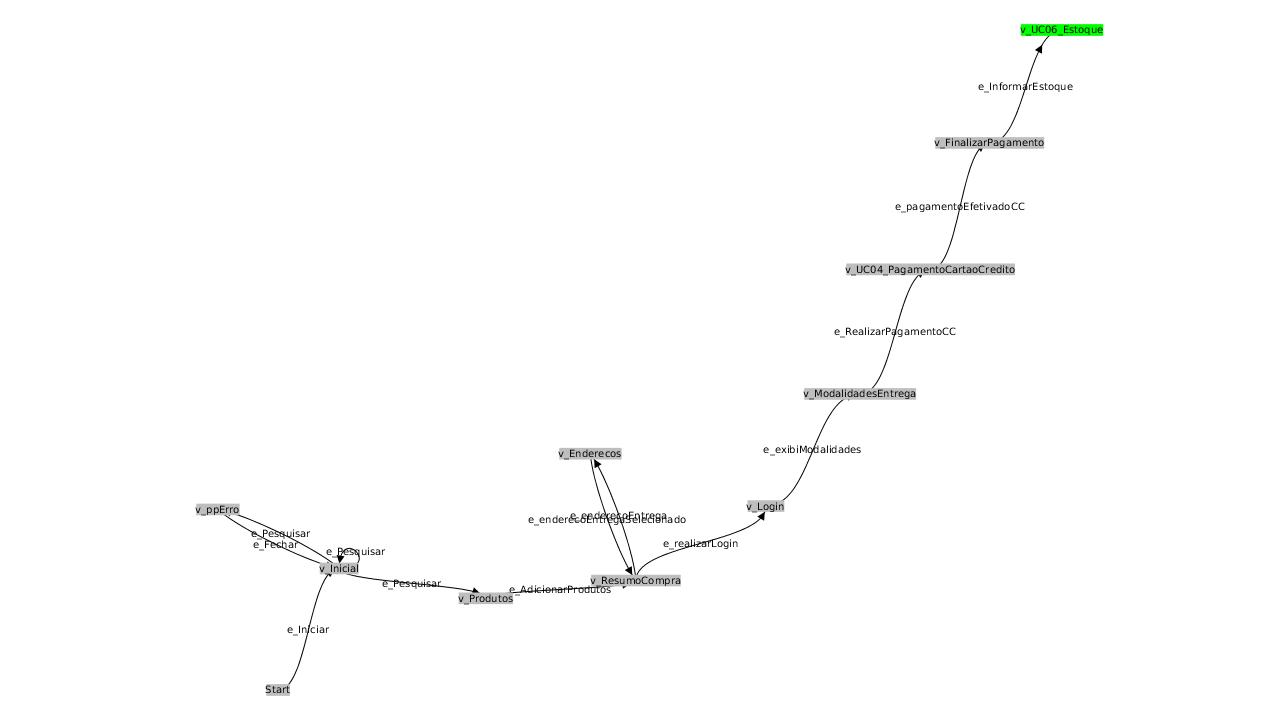 v_UC06_Estoque
e_InformarEstoque
v_FinalizarPagamento
e_pagamentoEfetivadoCC
v_UC04_PagamentoCartaoCredito
e_RealizarPagamentoCC
v_ModalidadesEntrega
e_exibiModalidades
v_Enderecos
v_Login
v_ppErro
e_enderecoEntrega
e_enderecoEntregaSelecionado
e_Pesquisar
e_Fechar
e_realizarLogin
e_Pesquisar
v_Inicial
v_ResumoCompra
e_Pesquisar
e_AdicionarProdutos
v_Produtos
e_Iniciar
Start